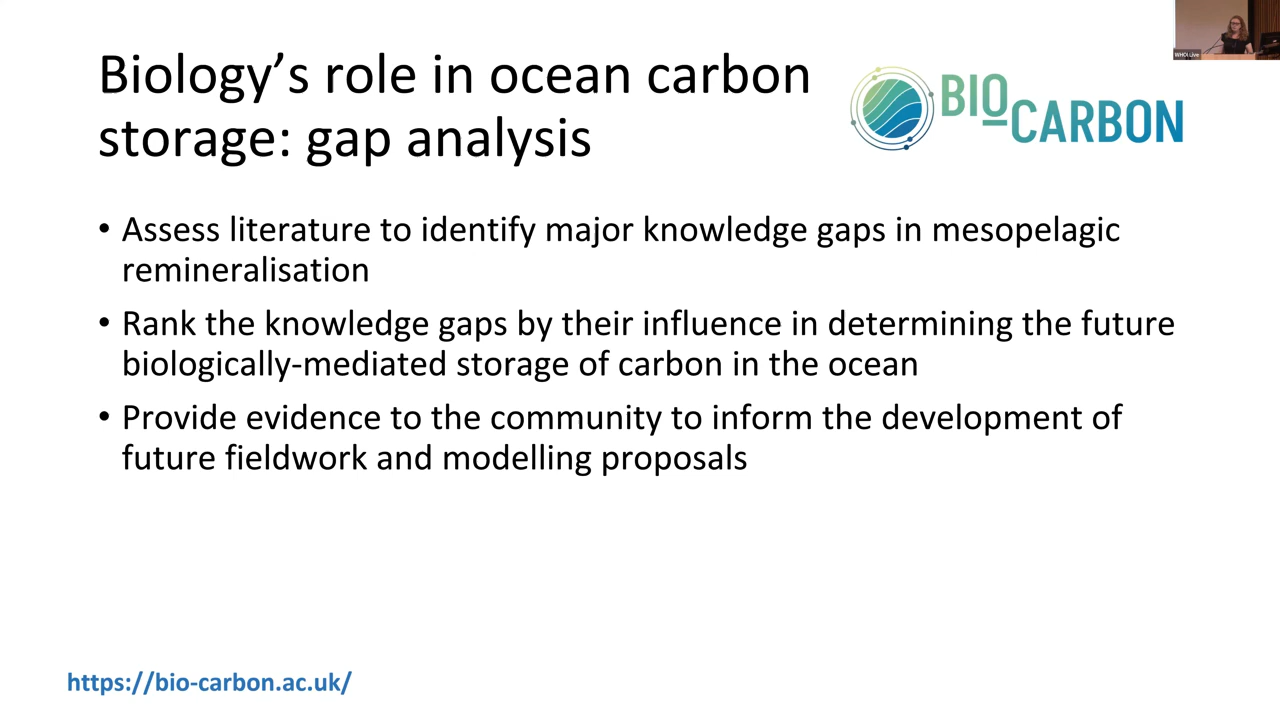 Biology’s role in ocean carbon
storage: gap analysis
BIO
CARBON
WHOI Live
• Assess literature to identify major knowledge gaps in mesopelagic
remineralisation
• Rank the knowledge gaps by their influence in determining the future
biologically-mediated storage of carbon in the ocean
• Provide evidence to the community to inform the development of
future fieldwork and modelling proposals
https://bio-carbon.ac.uk/